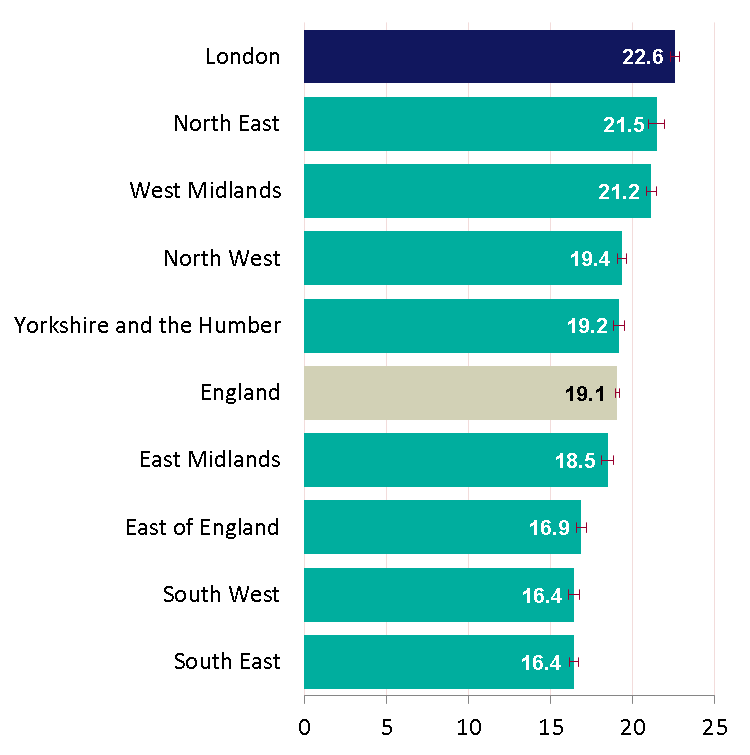 London 22.6
North East 21.5
West Midlands 21.2
North West 19.4
Yorkshire and the Humber 19.2
England 19.1
East Midlands 18.5
East of England 16.9
South West 16.4
South East 16.4
0 5 10 15 20 25